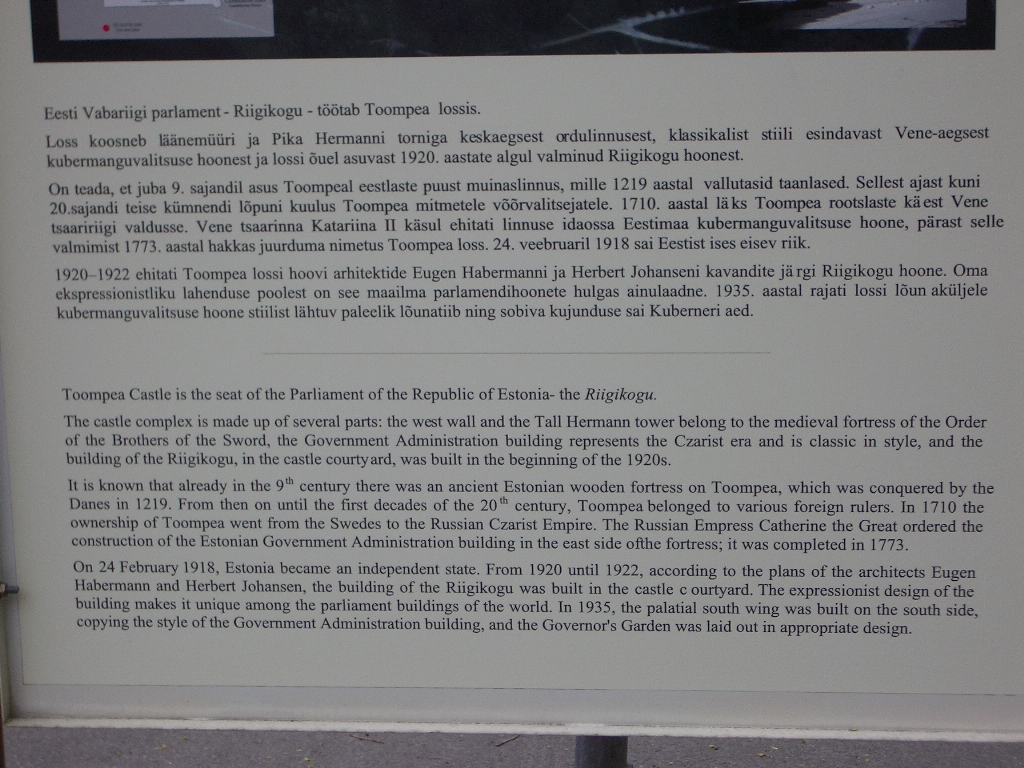 Eesti Vabariigi parlament - Riigikogu - töötab Toompea lossis.
Loss koosneb läänemüüri ja Pika Hermanni torniga keskaegsest ordulinnusest, klassikalist stiili esindavast Vene-aegsest
kubermanguvalitsuse hoonest ja lossi õuel asuvast 1920. aastate algul valminud Riigikogu hoonest.
On teada, et juba 9. sajandil asus Toompeal eestlaste puust muinaslinnus, mille 1219 aastal vallutasid taanlased. Sellest ajast kuni
20.sajandi teise kümnendi lõpuni kuulus Toompea mitmetele võõrvalitsejatele. 1710. aastal läks Toompea rootslaste käest Vene
tsaaririigi valdusse. Vene tsaarinna Katariina II käsul ehitati linnuse idaossa Eestimaa kubermanguvalitsuse hoone, pärast selle
valmimist 1773. aastal hakkas juurduma nimetus Toompea loss. 24. veebruaril 1918 sai Eestist ises eisev riik.
1920–1922 ehitati Toompea lossi hoovi arhitektide Eugen Habermanni ja Herbert Johanseni kavandite järgi Riigikogu hoone. Oma
ekspressionistliku lahenduse poolest on see maailma parlamendihoonete hulgas ainulaadne. 1935. aastal rajati lossi lõun aküljele
kubermanguvalitsuse hoone stiilist lähtuv paleelik lõunatiib ning sobiva kujunduse sai Kuberneri aed.
Toompea Castle is the seat of the Parliament of the Republic of Estonia- the Riigikogu.
The castle complex is made up of several parts: the west wall and the Tall Hermann tower belong to the medieval fortress of the Order
of the Brothers of the Sword, the Government Administration building represents the Czarist era and is classic in style, and the
building of the Riigikogu, in the castle courtyard, was built in the beginning of the 1920s.
It is known that already in the 9th century there was an ancient Estonian wooden fortress on Toompea, which was conquered by the
Danes in 1219. From then on until the first decades of the 20th century, Toompea belonged to various foreign rulers. In 1710 the
ownership of Toompea went from the Swedes to the Russian Czarist Empire. The Russian Empress Catherine the Great ordered the
construction of the Estonian Government Administration building in the east side ofthe fortress; it was completed in 1773.
On 24 February 1918, Estonia became an independent state. From 1920 until 1922, according to the plans of the architects Eugen
Habermann and Herbert Johansen, the building of the Riigikogu was built in the castle c ourtyard. The expressionist design of the
building makes it unique among the parliament buildings of the world. In 1935, the palatial south wing was built on the south side,
copying the style of the Government Administration building, and the Governor's Garden was laid out in appropriate design.